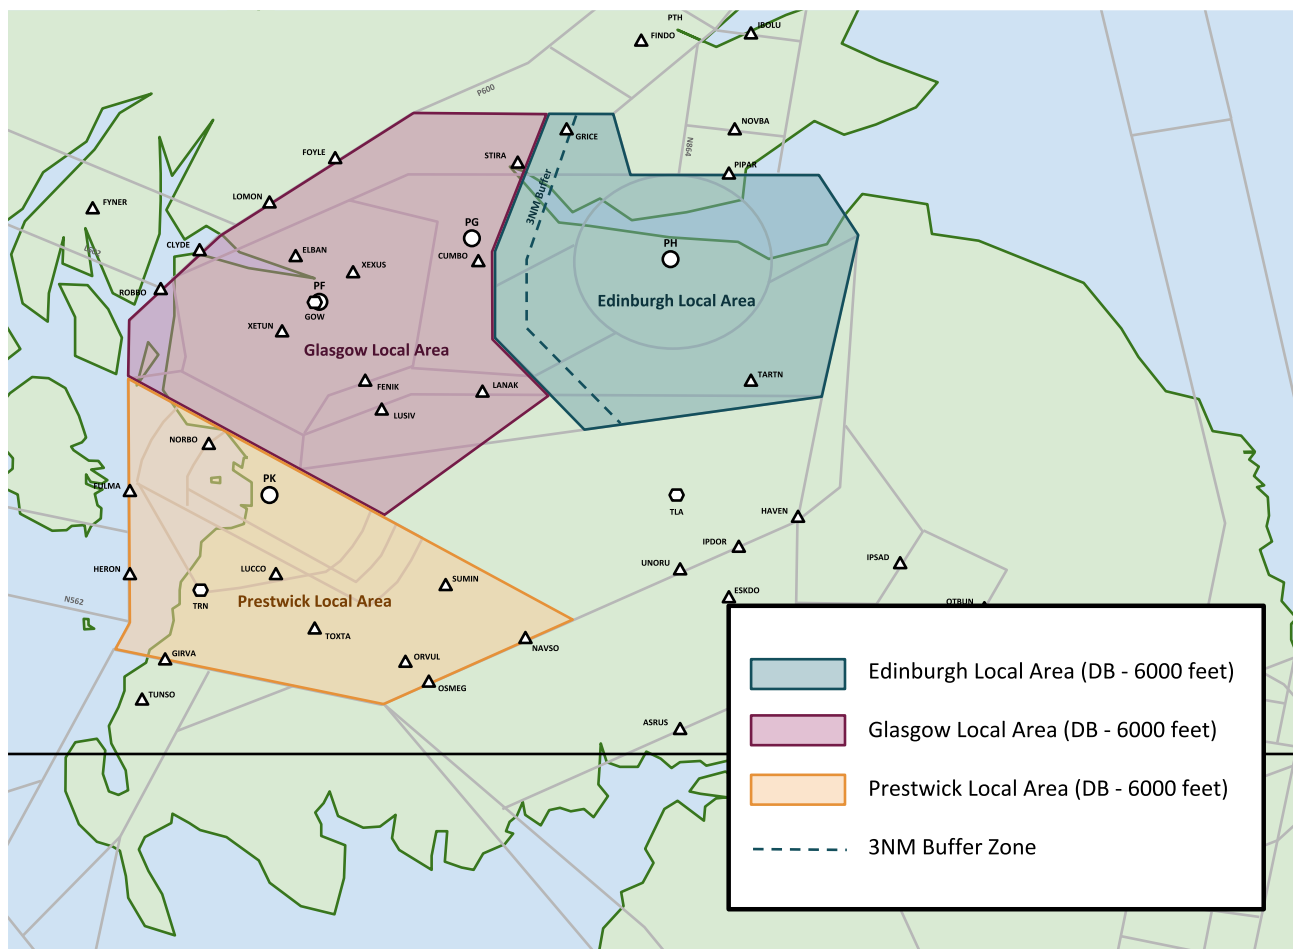 PTH
IBOLU
FINDO
P600
NOVBA
GRICE
N864
FOYLE
STIRA
PIPAR
3NM Buffer
LOMON
FYNER
PG
CLYDE
ELBAN
PH
CUMBO
XEXUS
ROBBO
PF
GOW
Edinburgh Local Area
XETUN
Glasgow Local Area
FENIK
LANAK
TARTN
LUSIV
NORBO
PK
FULMA
TLA
HAVEN
IPDOR
IPSAD
HERON
LUCCO
SUMIN
UNORU
ESKDO
N562
TRN
Prestwick Local Area
OTBUN
TOXTA
NAVSO
GIRVA
ORVUL
OSMEG
TUNSO
ASRUS
Edinburgh Local Area (DB - 6000 feet)
Glasgow Local Area (DB - 6000 feet)
Prestwick Local Area (DB - 6000 feet)
3NM Buffer Zone